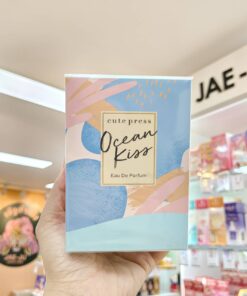 JAE -
cute press
Ocean
Kiss
Eau De Parfum